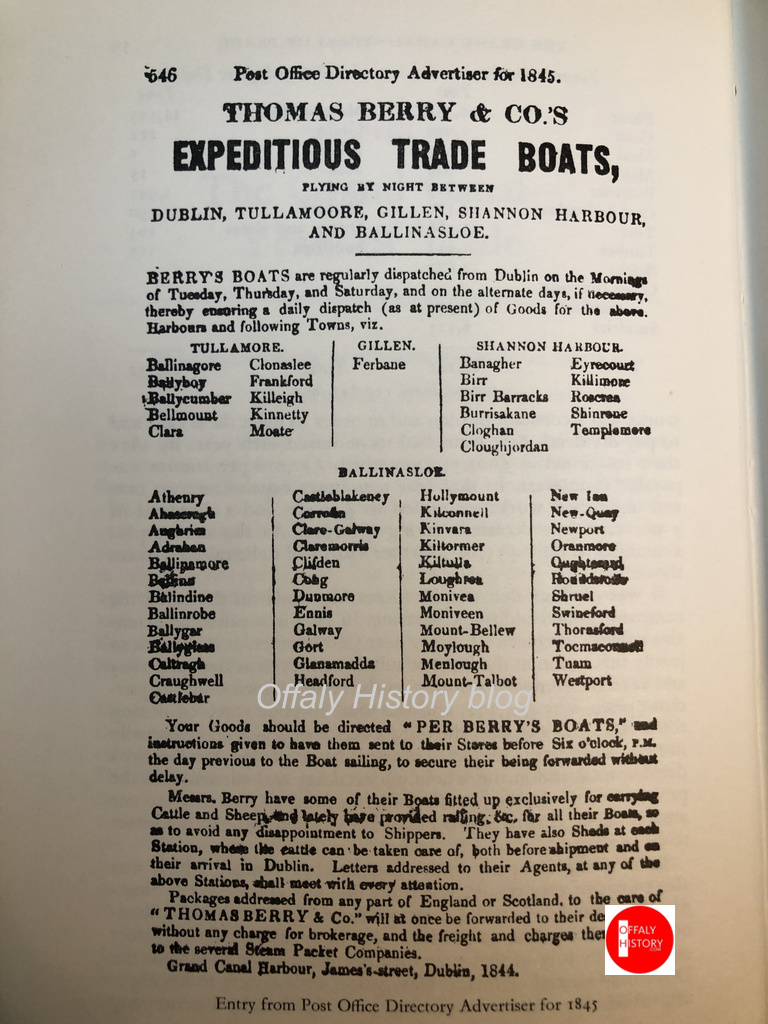 646 Post Office Directory Advertiser for 1845.
THOMAS BERRY & CO.'S
EXPEDITIOUS TRADE BOATS,
PLYING BY NIGHT BETWEEN
DUBLIN, TULLAMOORE, GILLEN, SHANNON HARBOUR,
AND BALLINASLOE.
BERRY'S BOATS are regularly dispatched from Dublin on the Mornings
of Tuesday, Thursday, and Saturday, and on the alternate days, if necessary,
thereby ensuring a daily dispatch (as at present) of Goods for the above
Harbours and following Towns, viz.
TULLAMORE. GILLEN. SHANNON HARBOUR.
Ballinagore Clonaslee Ferbane Banagher Eyrecourt
Ballyboy Frankford Birr Killimore
Ballycumber Killeigh Birr Barracks Roscrea
Bellmount Kinnetty Burrisakane Shinrone
Clara Moate Cloghan Templemore
Cloughjordan
BALLINASLOE.
Athenry Castleblakeney Hollymount New Inn
Ahascragh Corrofin Kilconnell New-Quay
Aughrim Clare-Galway Kinvara Newport
Adrahan Claremorris Kiltormer Oranmore
Ballinamore Clifden Kiltulla Oughterard
Cong Loughrea
Balindine Dunmore Monivea Shruel
Ballinrobe Ennis Moniveen Swineford
Ballygar Galway Mount-Bellew Thorasford
Ballyglass Gort Moylough Tocmaconnell
Caltragh Glanamadda Menlough Tuam
Craughwell Headford Mount-Talbot Westport
Castlebar
Offaly History blog
Your Goods should be directed "PER BERRY'S BOATS," and
instructions given to have them sent to their Stores before Six o'clock, P.M.
the day previous to the Boat sailing, to secure their being forwarded without
delay.
Messrs. Berry have some of their Boats fitted up exclusively for carrying
Cattle and Sheep, and lately have provided railing, &c. for all their Boats, so
as to avoid any disappointment to Shippers. They have also Sheds at each
Station, where the cattle can be taken care of, both before shipment and on
their arrival in Dublin. Letters addressed to their Agents, at any of the
above Stations, shall meet with every attention.
Packages addressed from any part of England or Scotland, to the care of
"THOMAS BERRY & Co." will at once be forwarded to their de
without any charge for brokerage, and the freight and charges the
to the several Steam Packet Companies.
Grand Canal Harbour, James's-street, Dublin, 1844.
OFFALY
HISTORY
Entry from Post Office Directory Advertiser for 1845